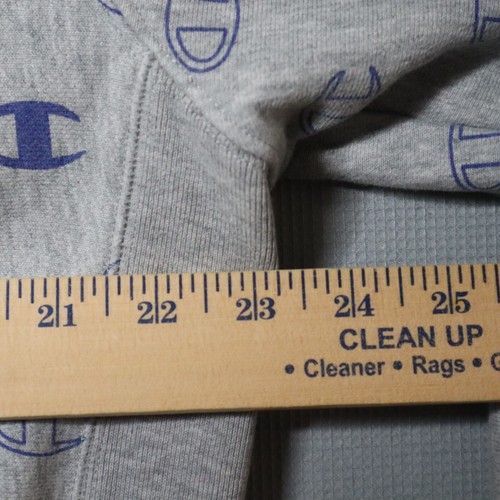 21 22 23 24 25
CLEAN UP
• Cleaner • Rags •